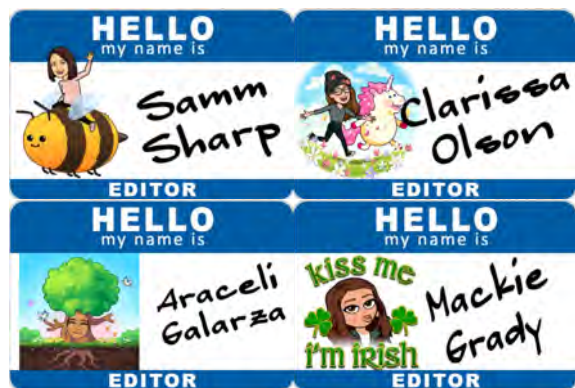 HELLO
my name is
Samm
Sharp
EDITOR
HELLO
my name is
Clarissa
Olson
EDITOR
HELLO
my name is
Araceli
Galarza
EDITOR
HELLO
my name is
kiss me
i'm irish
Mackie
Grady
EDITOR